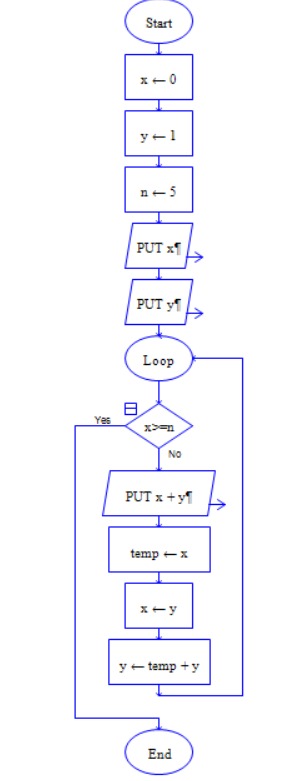 Start
x ← 0
y ← 1
n ← 5
PUT x¶
PUT y¶
Loop
Yes
x>=n
No
PUT x + y¶
temp ← x
x ← y
y ← temp + y
End